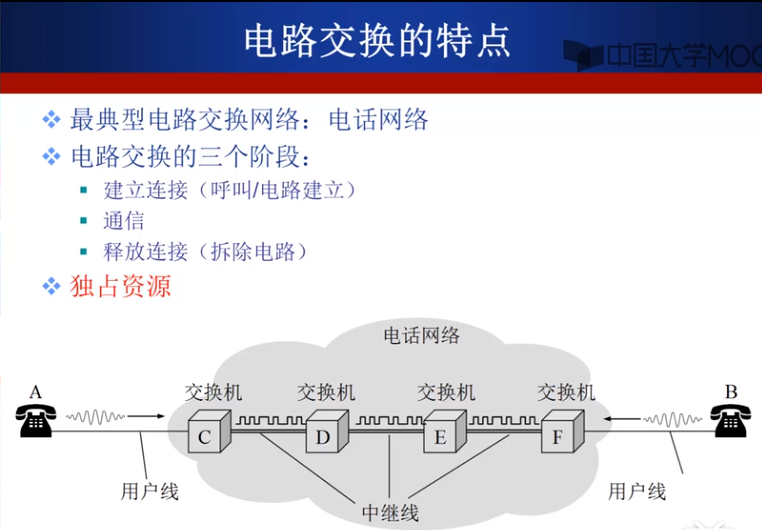 电路交换的特点
中国大学MOO
最典型电路交换网络：电话网络
电路交换的三个阶段：
建立连接（呼叫/电路建立）
通信
释放连接（拆除电路）
独占资源
电话网络
A
交换机 交换机 交换机 交换机
B
C D E F
用户线
中继线
用户线